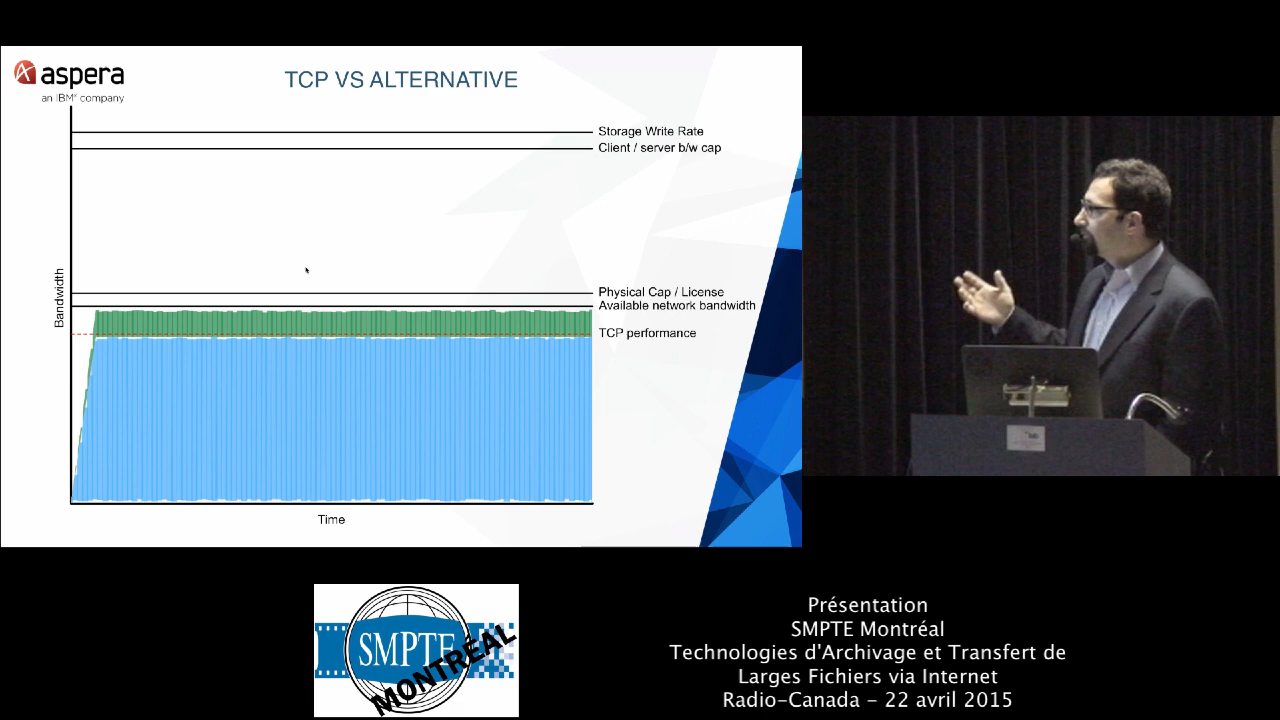 aspera
an IBM® company
TCP VS ALTERNATIVE
Storage Write Rate
Client / server b/w cap
Bandwidth
Physical Cap / License
Available network bandwidth
TCP performance
Time
SMPTE
MONTRÉAL
Présentation
SMPTE Montréal
Technologies d'Archivage et Transfert de
Larges Fichiers via Internet
Radio-Canada - 22 avril 2015